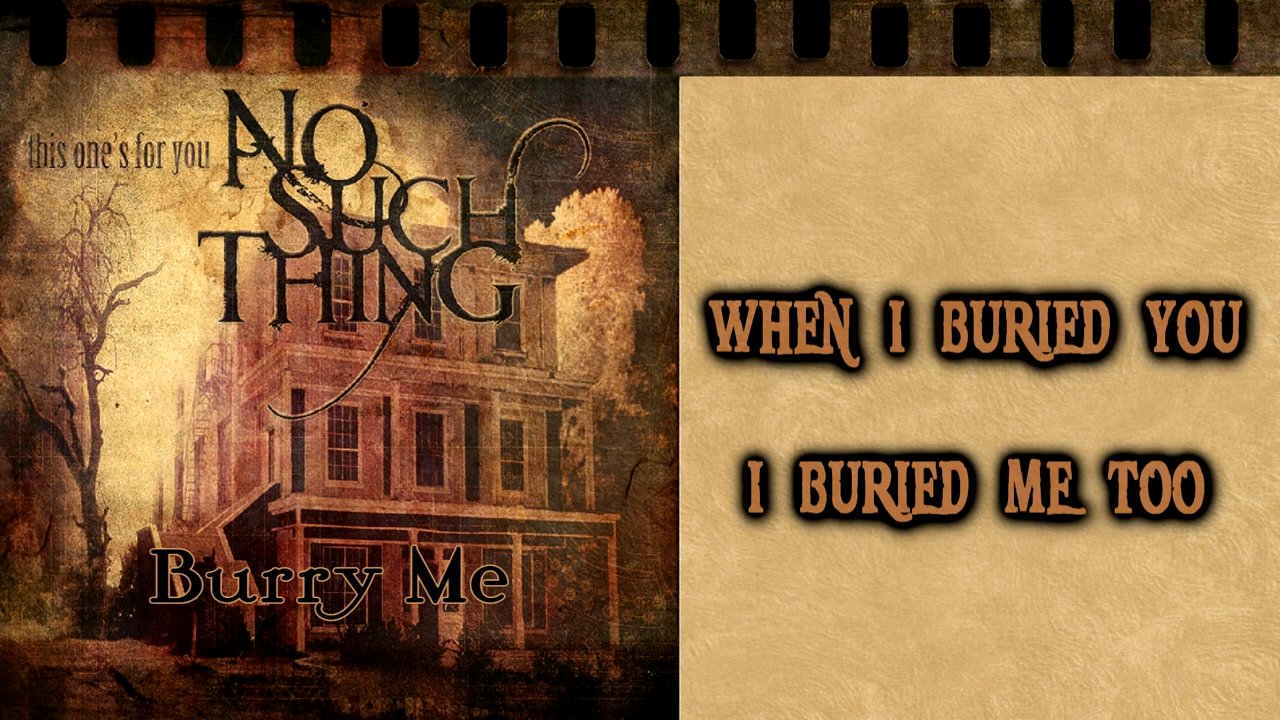 this one's for you
NO
SUCH
THING
Burry Me
WHEN I BURIED YOU
I BURIED ME TOO